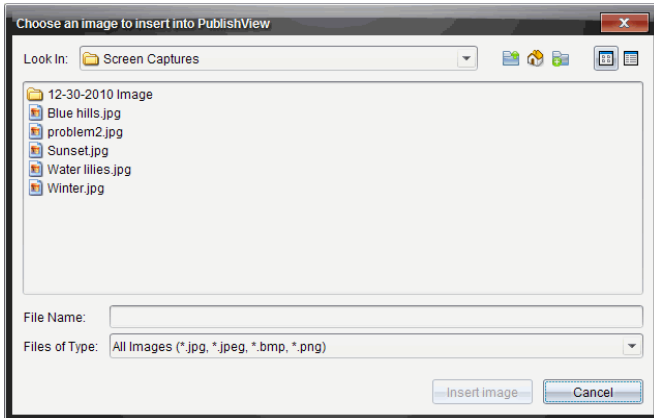 Choose an image to insert into PublishView
Look In: Screen Captures
12-30-2010 Image
Blue hills.jpg
problem2.jpg
Sunset.jpg
Water lilies.jpg
Winter.jpg
File Name:
Files of Type: All Images (*.jpg, *.jpeg, *.bmp, *.png)
Insert image Cancel